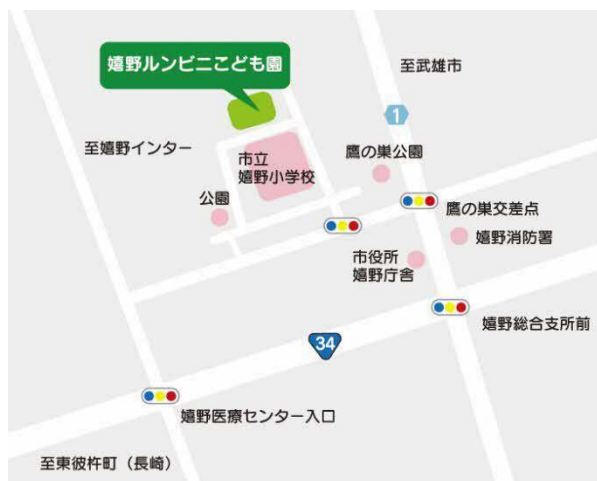 嬉野ルンビニこども園
至武雄市
1
至嬉野インター
市立
嬉野小学校
鷹の巣公園
公園
鷹の巣交差点
嬉野消防署
市役所
嬉野庁舎
嬉野総合支所前
34
嬉野医療センター入口
至東彼杵町（長崎）